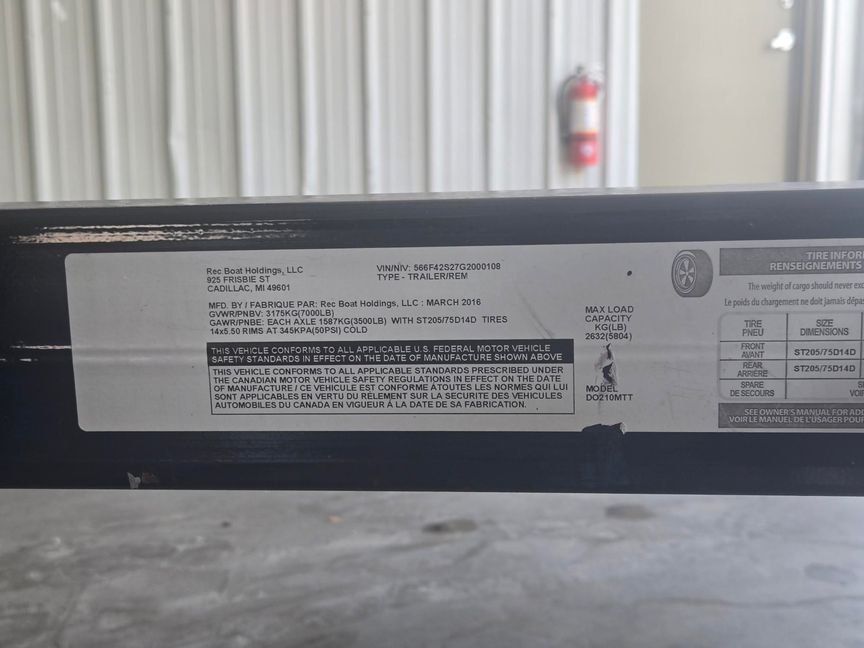 Rec Boat Holdings, LLC
925 FRISBIE ST
CADILLAC, MI 49601
VIN/NIV: 566F42S27G2000108
TYPE - TRAILER/REM
MFD. BY / FABRIQUE PAR: Rec Boat Holdings, LLC : MARCH 2016
GVWR/PNBV: 3175KG(7000LB)
GAWR/PNBE: EACH AXLE 1587KG(3500LB) WITH ST205/75D14D TIRES
14x5.50 RIMS AT 345KPA(50PSI) COLD
THIS VEHICLE CONFORMS TO ALL APPLICABLE U.S. FEDERAL MOTOR VEHICLE
SAFETY STANDARDS IN EFFECT ON THE DATE OF MANUFACTURE SHOWN ABOVE
THIS VEHICLE CONFORMS TO ALL APPLICABLE STANDARDS PRESCRIBED UNDER
THE CANADIAN MOTOR VEHICLE SAFETY REGULATIONS IN EFFECT ON THE DATE
OF MANUFACTURE / CE VEHICULE EST CONFORME ATOUTES LES NORMES QUI LUI
SONT APPLICABLES EN VERTU DU RELEMENT SUR LA SECURITE DES VEHICULES
AUTOMOBILES DU CANADA EN VIGUEUR À LA DATE DE SA FABRICATION.
MAX LOAD
CAPACITY
KG(LB)
2632(5804)
MODEL
DO210MTT
TIRE INFOR
RENSEIGNEMENTS
The weight of cargo should never exc
Le poids du chargement ne doit jamais dépas
TIRE
PNEU
SIZE
DIMENSIONS
FRONT
AVANT
ST205/75D14D
REAR
ARRIÈRE
ST205/75D14D
SPARE
DE SECOURS
SE
VOIR
SEE OWNER'S MANUAL FOR ADD
VOIR LE MANUEL DE L'USAGER POUR